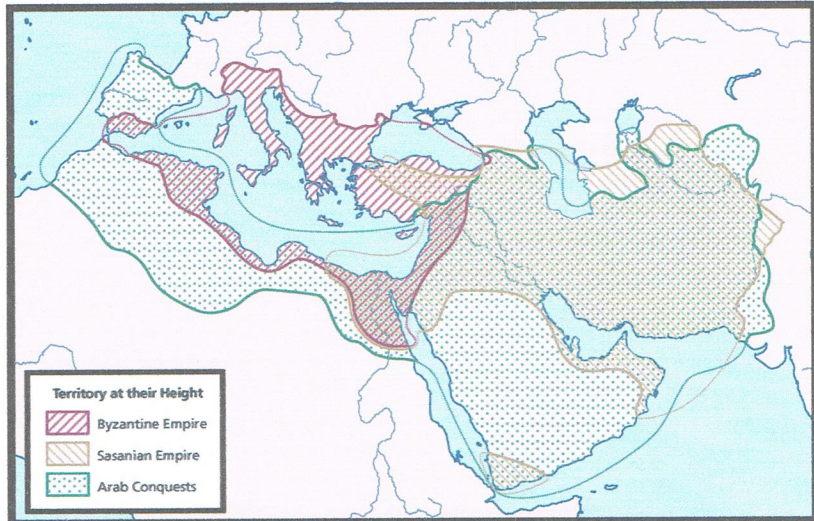 Territory at their Height
Byzantine Empire
Sasanian Empire
Arab Conquests